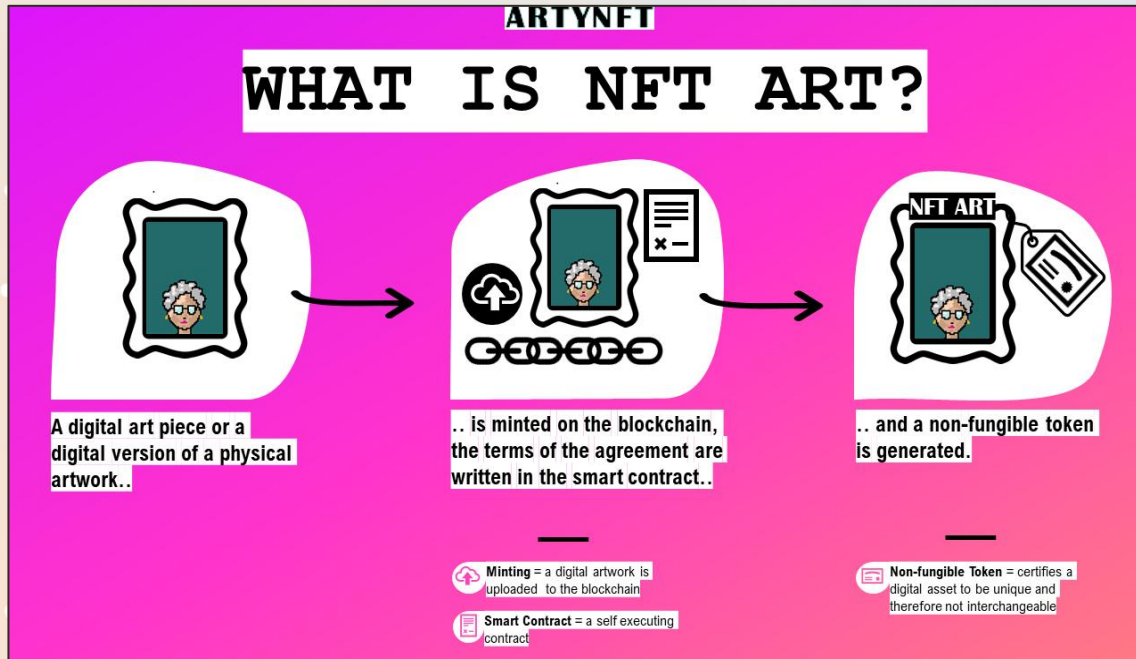 ARTYNFT
WHAT IS NFT ART?
NFT ART
A digital art piece or a
digital version of a physical
artwork..
.. is minted on the blockchain,
the terms of the agreement are
written in the smart contract..
.. and a non-fungible token
is generated.
Minting = a digital artwork is
uploaded to the blockchain
Smart Contract = a self executing
contract
Non-fungible Token = certifies a
digital asset to be unique and
therefore not interchangeable